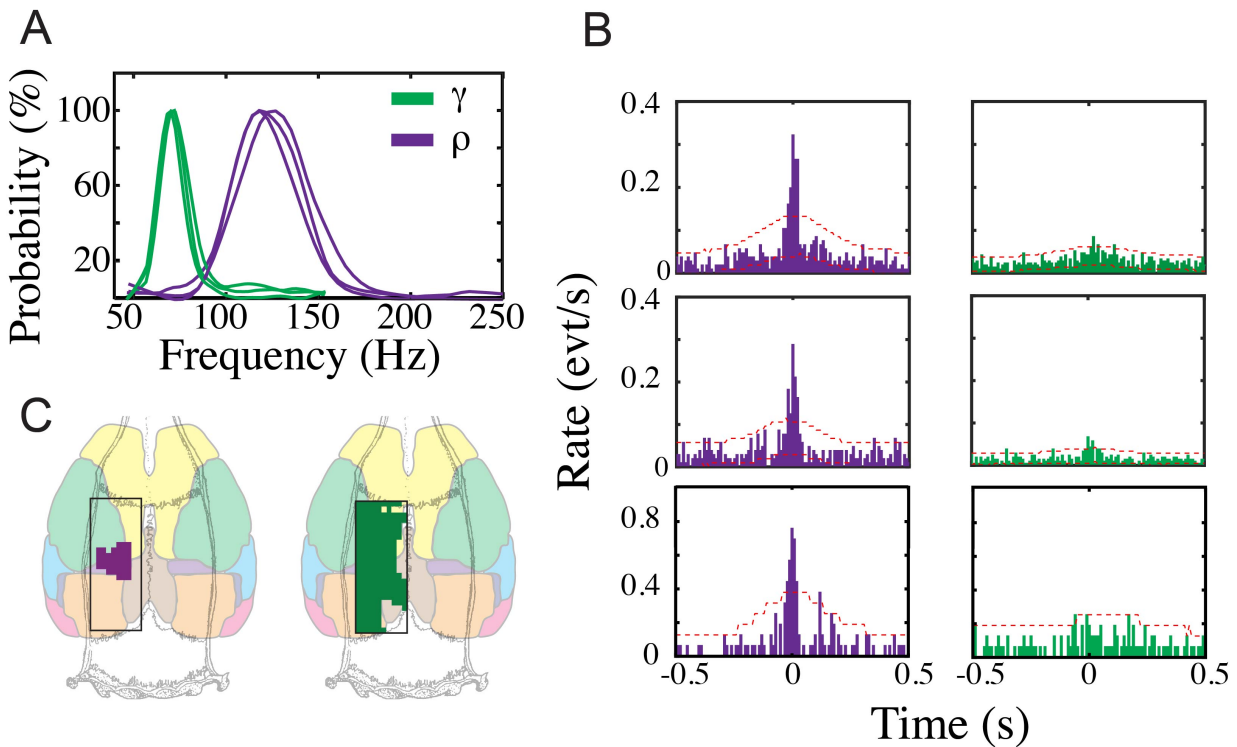 A
Probability (%)
100
60
20
γ
ρ
50 100 150 200 250
Frequency (Hz)
B
Rate (evt/s)
0.4
0.2
0
0.4
0.2
0
0.8
0.4
0
-0.5 0 0.5
-0.5 0 0.5
Time (s)
C